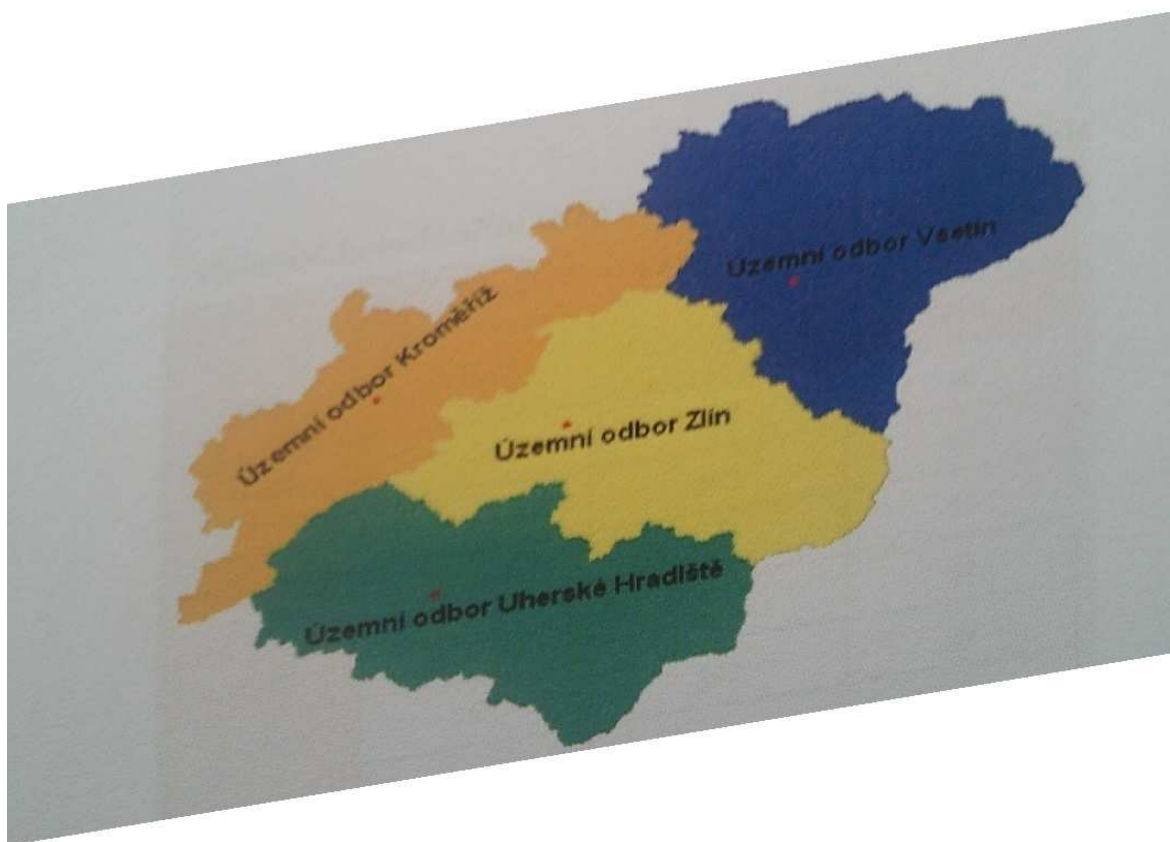 Územní odbor Vsetín
Územní odbor Kroměříž
Územní odbor Zlín
Územní odbor Uherské Hradiště